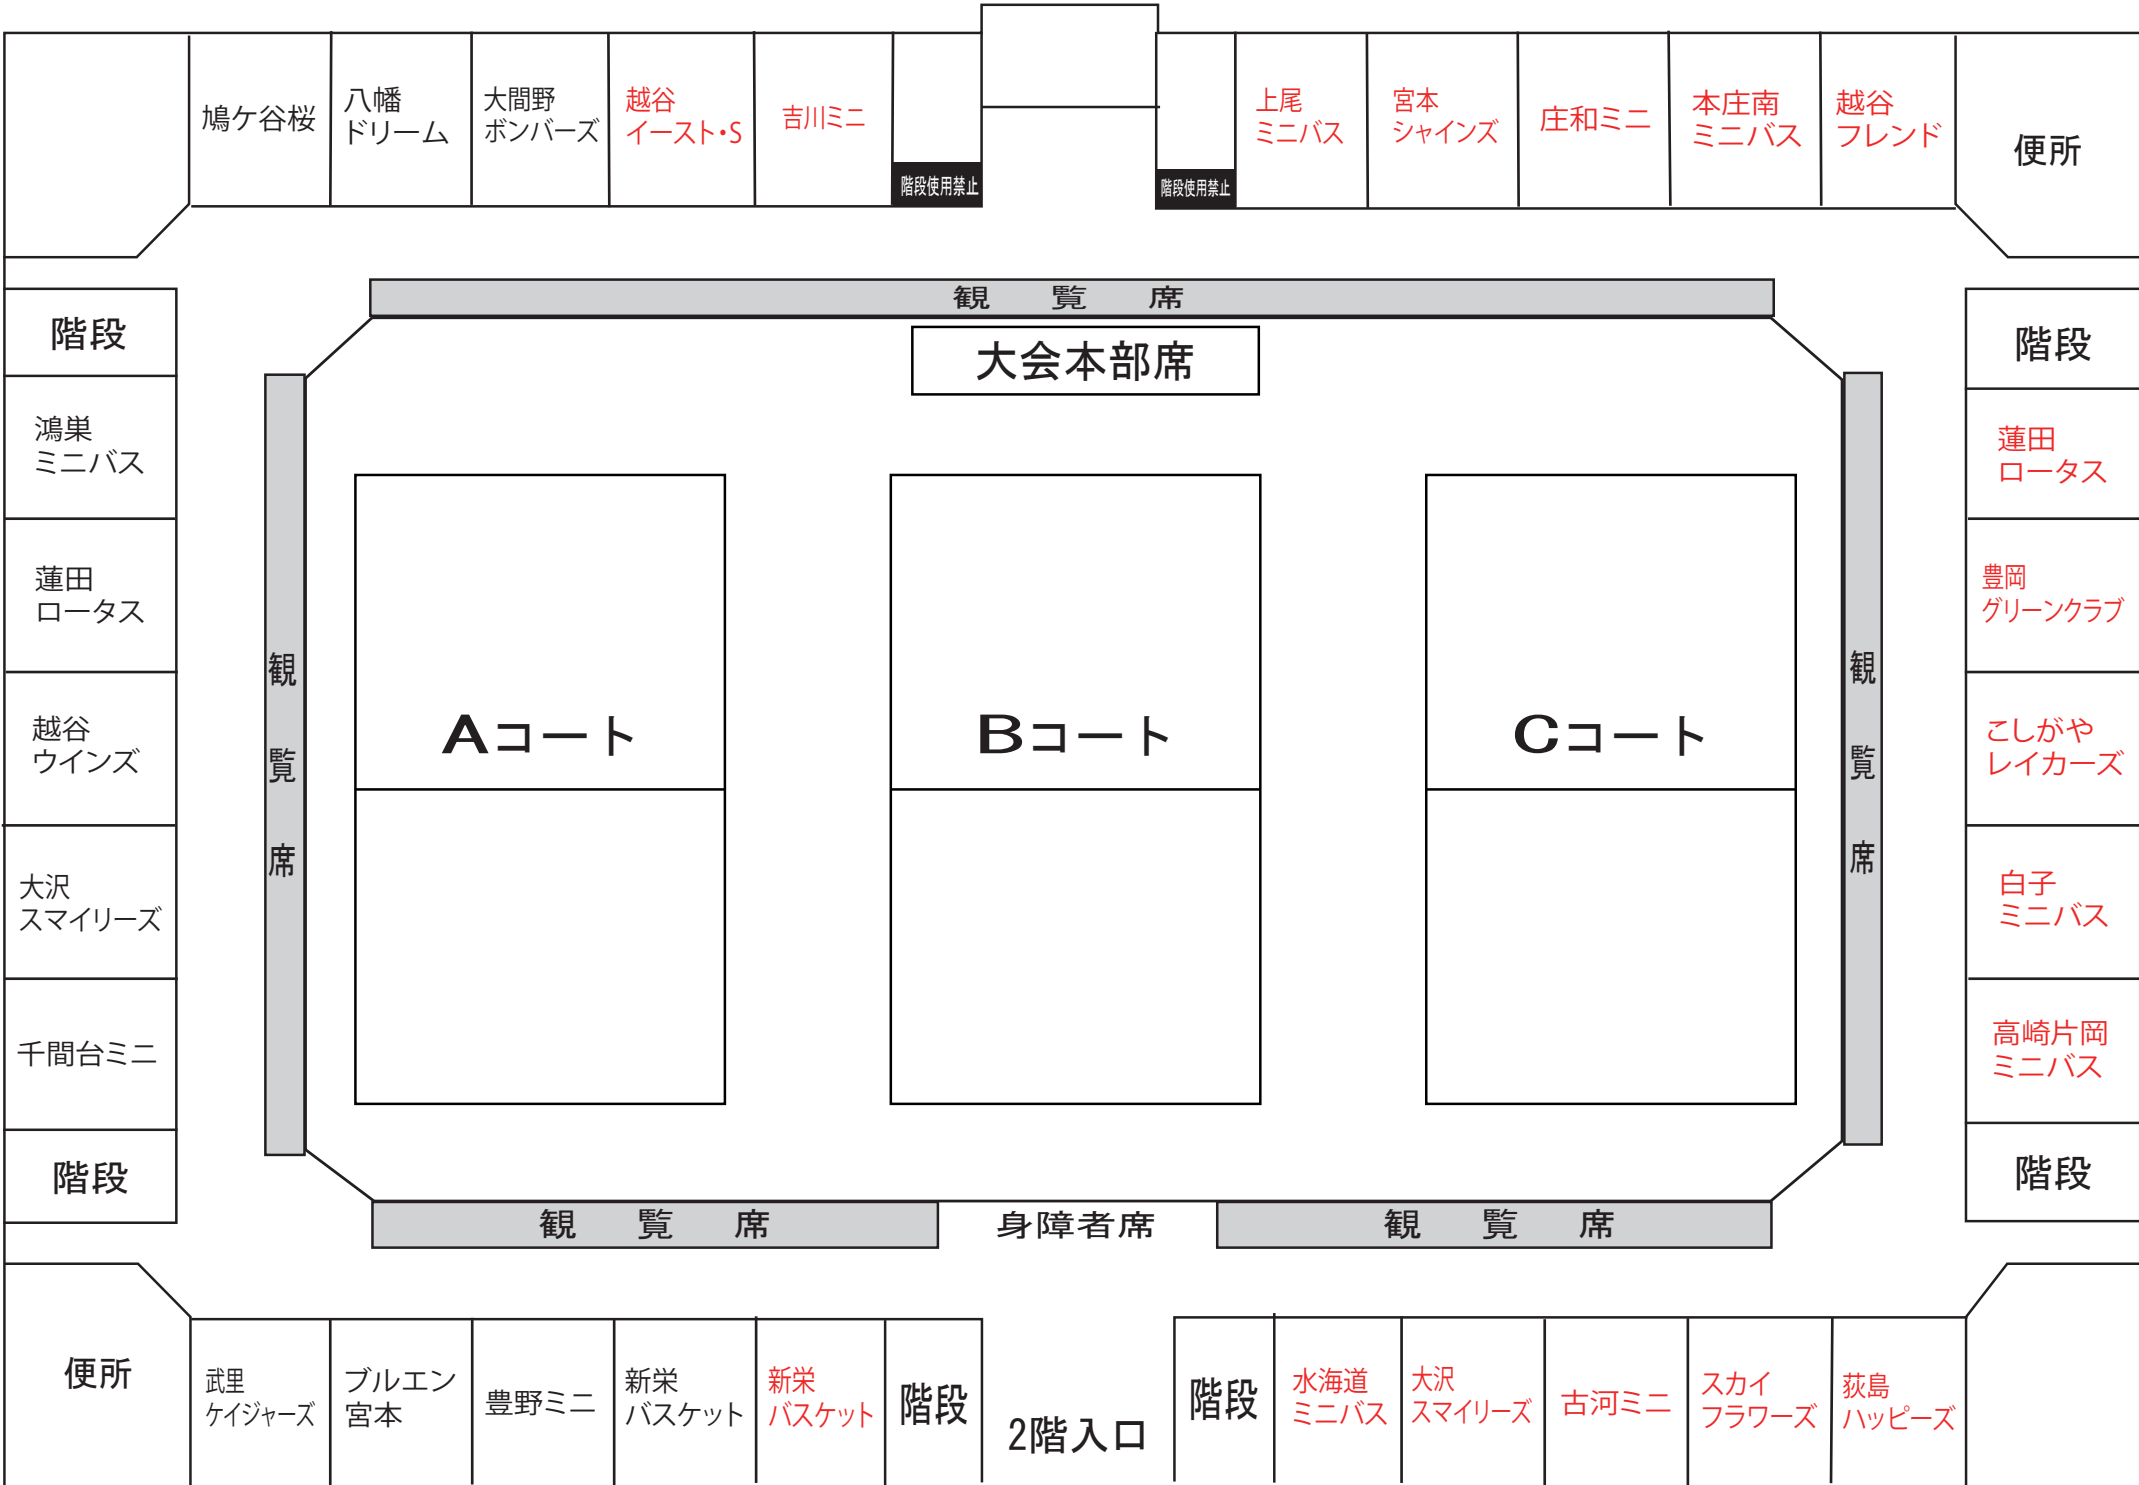 鳩ケ谷桜
八幡
ドリーム
大間野
ボンバーズ
越谷
イースト・S
吉川ミニ
階段使用禁止
階段使用禁止
上尾
ミニバス
宮本
シャインズ
庄和ミニ
本庄南
ミニバス
越谷
フレンド
便所
観覧席
大会本部席
階段
鴻巣
ミニバス
蓮田
ロータス
越谷
ウインズ
大沢
スマイリーズ
千間台ミニ
階段
観覧席
Aコート
Bコート
Cコート
観覧席
階段
蓮田
ロータス
豊岡
グリーンクラブ
こしがや
レイカーズ
白子
ミニバス
高崎片岡
ミニバス
階段
観覧席
身障者席
観覧席
便所
武里
ケイジャーズ
ブルエン
宮本
豊野ミニ
新栄
バスケット
新栄
バスケット
階段
2階入口
階段
水海道
ミニバス
大沢
スマイリーズ
古河ミニ
スカイ
フラワーズ
荻島
ハッピーズ